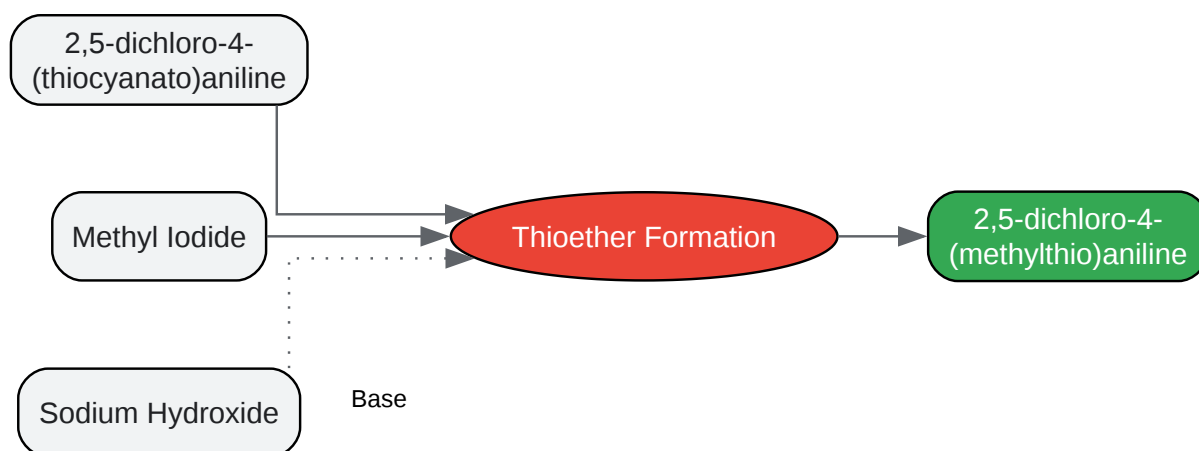 2,5-dichloro-4-
(thiocyanato)aniline
Methyl Iodide
Thioether Formation
2,5-dichloro-4-
(methylthio)aniline
Sodium Hydroxide
Base